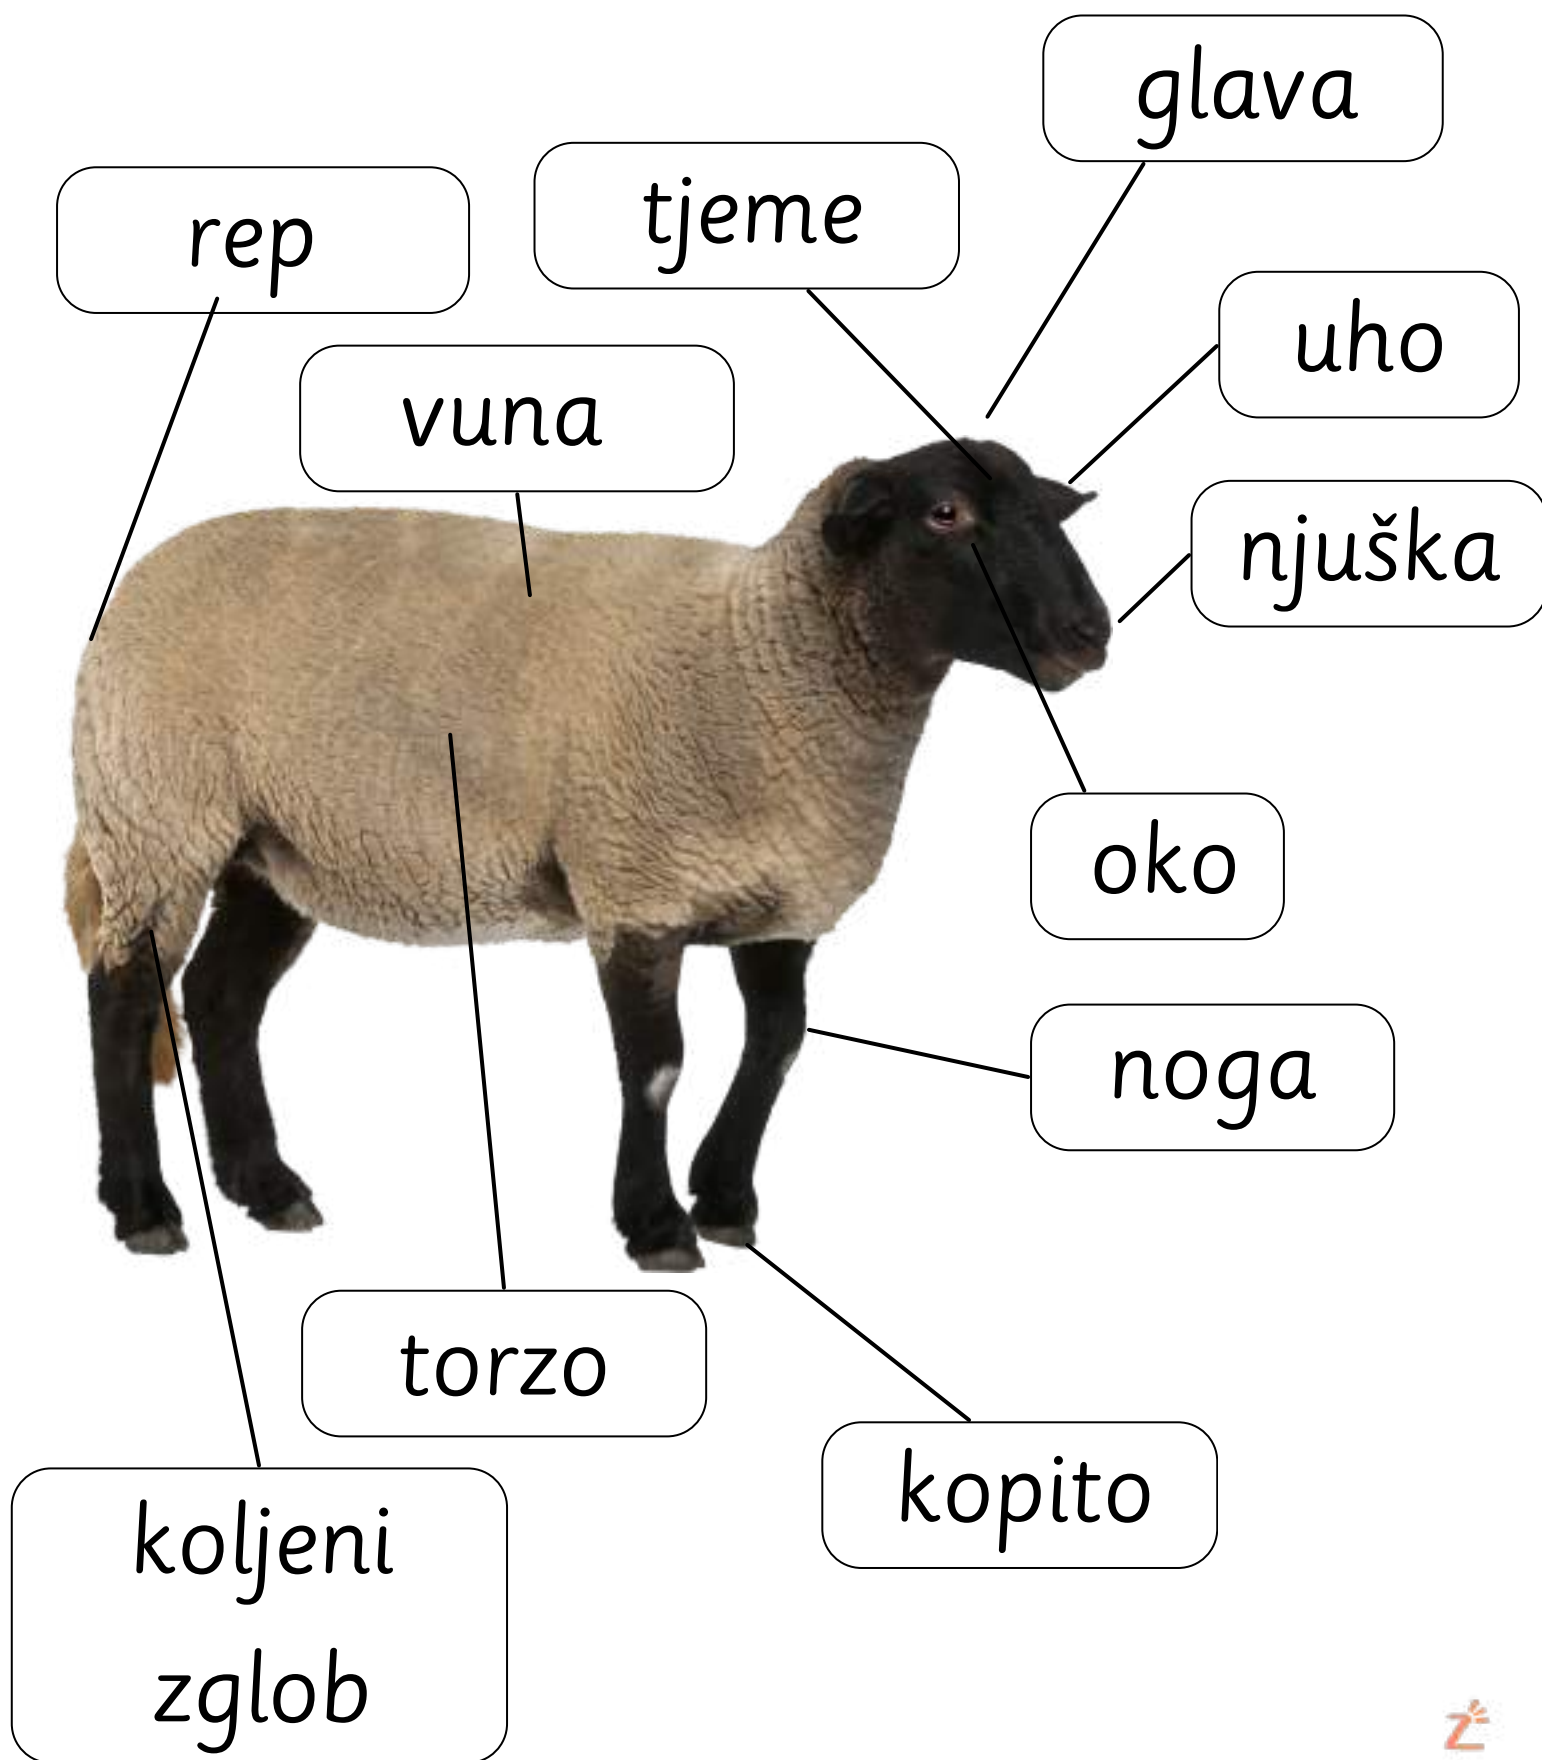 glava
tjeme
rep
uho
vuna
njuška
oko
noga
torzo
kopito
koljeni
zglob